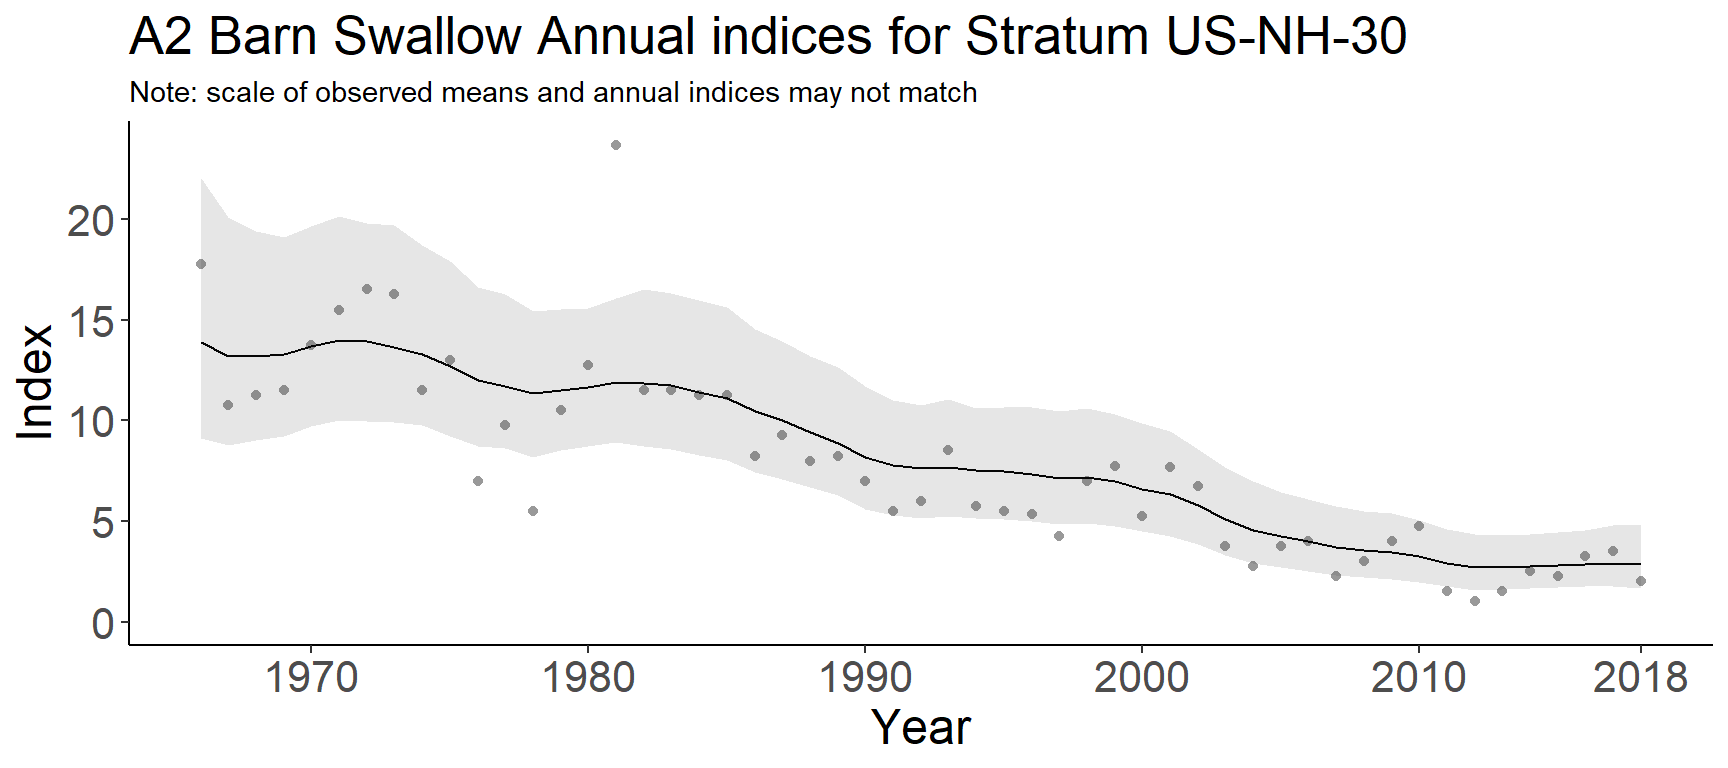 A2 Barn Swallow Annual indices for Stratum US-NH-30
Note: scale of observed means and annual indices may not match
20
15
10
5
0
Index
1970 1980 1990 2000 2010 2018
Year